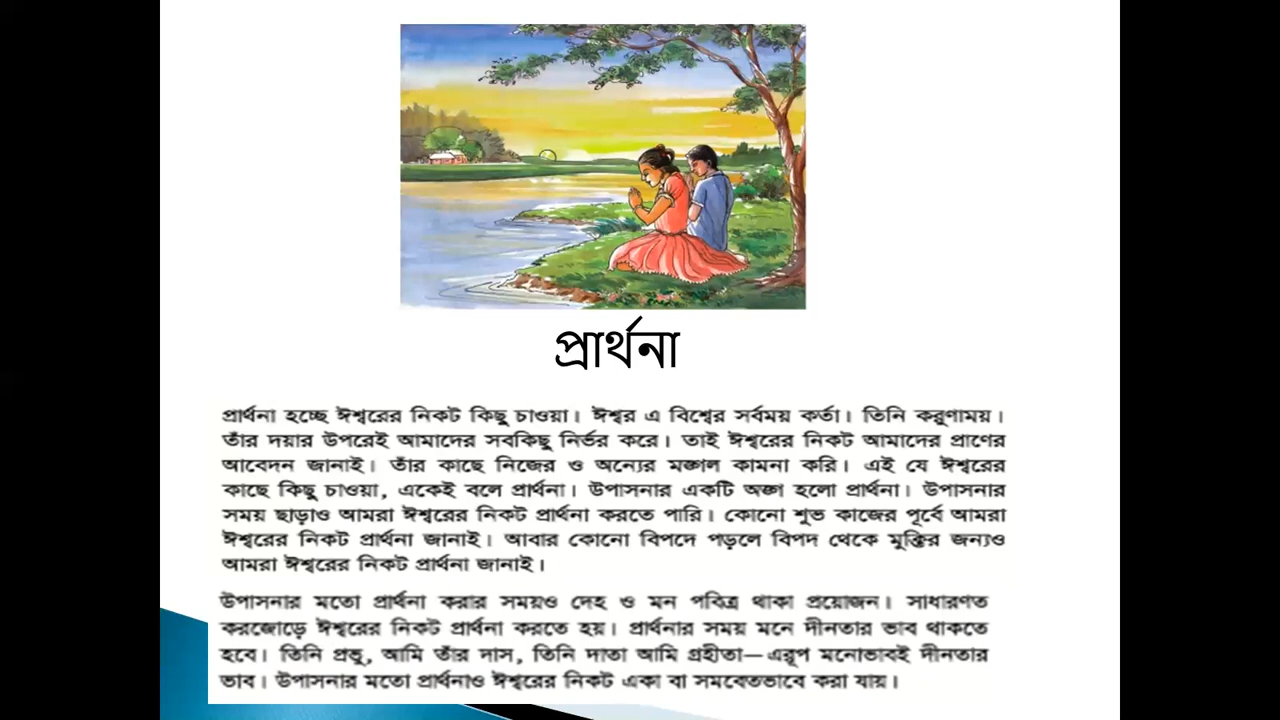 প্রার্থনা
প্রার্থনা হচ্ছে ঈশ্বরের নিকট কিছু চাওয়া। ঈশ্বর এ বিশ্বের সর্বময় কর্তা। তিনি করুণাময়।
তাঁর দয়ার উপরেই আমাদের সবকিছু নির্ভর করে। তাই ঈশ্বরের নিকট আমাদের প্রাণের
আবেদন জানাই। তাঁর কাছে নিজের ও অন্যের মঙ্গল কামনা করি। এই যে ঈশ্বরের
কাছে কিছু চাওয়া, একেই বলে প্রার্থনা। উপাসনার একটি অঙ্গ হলো প্রার্থনা। উপাসনার
সময় ছাড়াও আমরা ঈশ্বরের নিকট প্রার্থনা করতে পারি। কোনো শুভ কাজের পূর্বে আমরা
ঈশ্বরের নিকট প্রার্থনা জানাই। আবার কোনো বিপদে পড়লে বিপদ থেকে মুক্তির জন্যও
আমরা ঈশ্বরের নিকট প্রার্থনা জানাই।
উপাসনার মতো প্রার্থনা করার সময়ও দেহ ও মন পবিত্র থাকা প্রয়োজন। সাধারণত
করজোড়ে ঈশ্বরের নিকট প্রার্থনা করতে হয়। প্রার্থনার সময় মনে দীনতার ভাব থাকতে
হবে। তিনি প্রভু, আমি তাঁর দাস, তিনি দাতা আমি গ্রহীতা—এরূপ মনোভাবই দীনতার
ভাব। উপাসনার মতো প্রার্থনাও ঈশ্বরের নিকট একা বা সমবেতভাবে করা যায়।